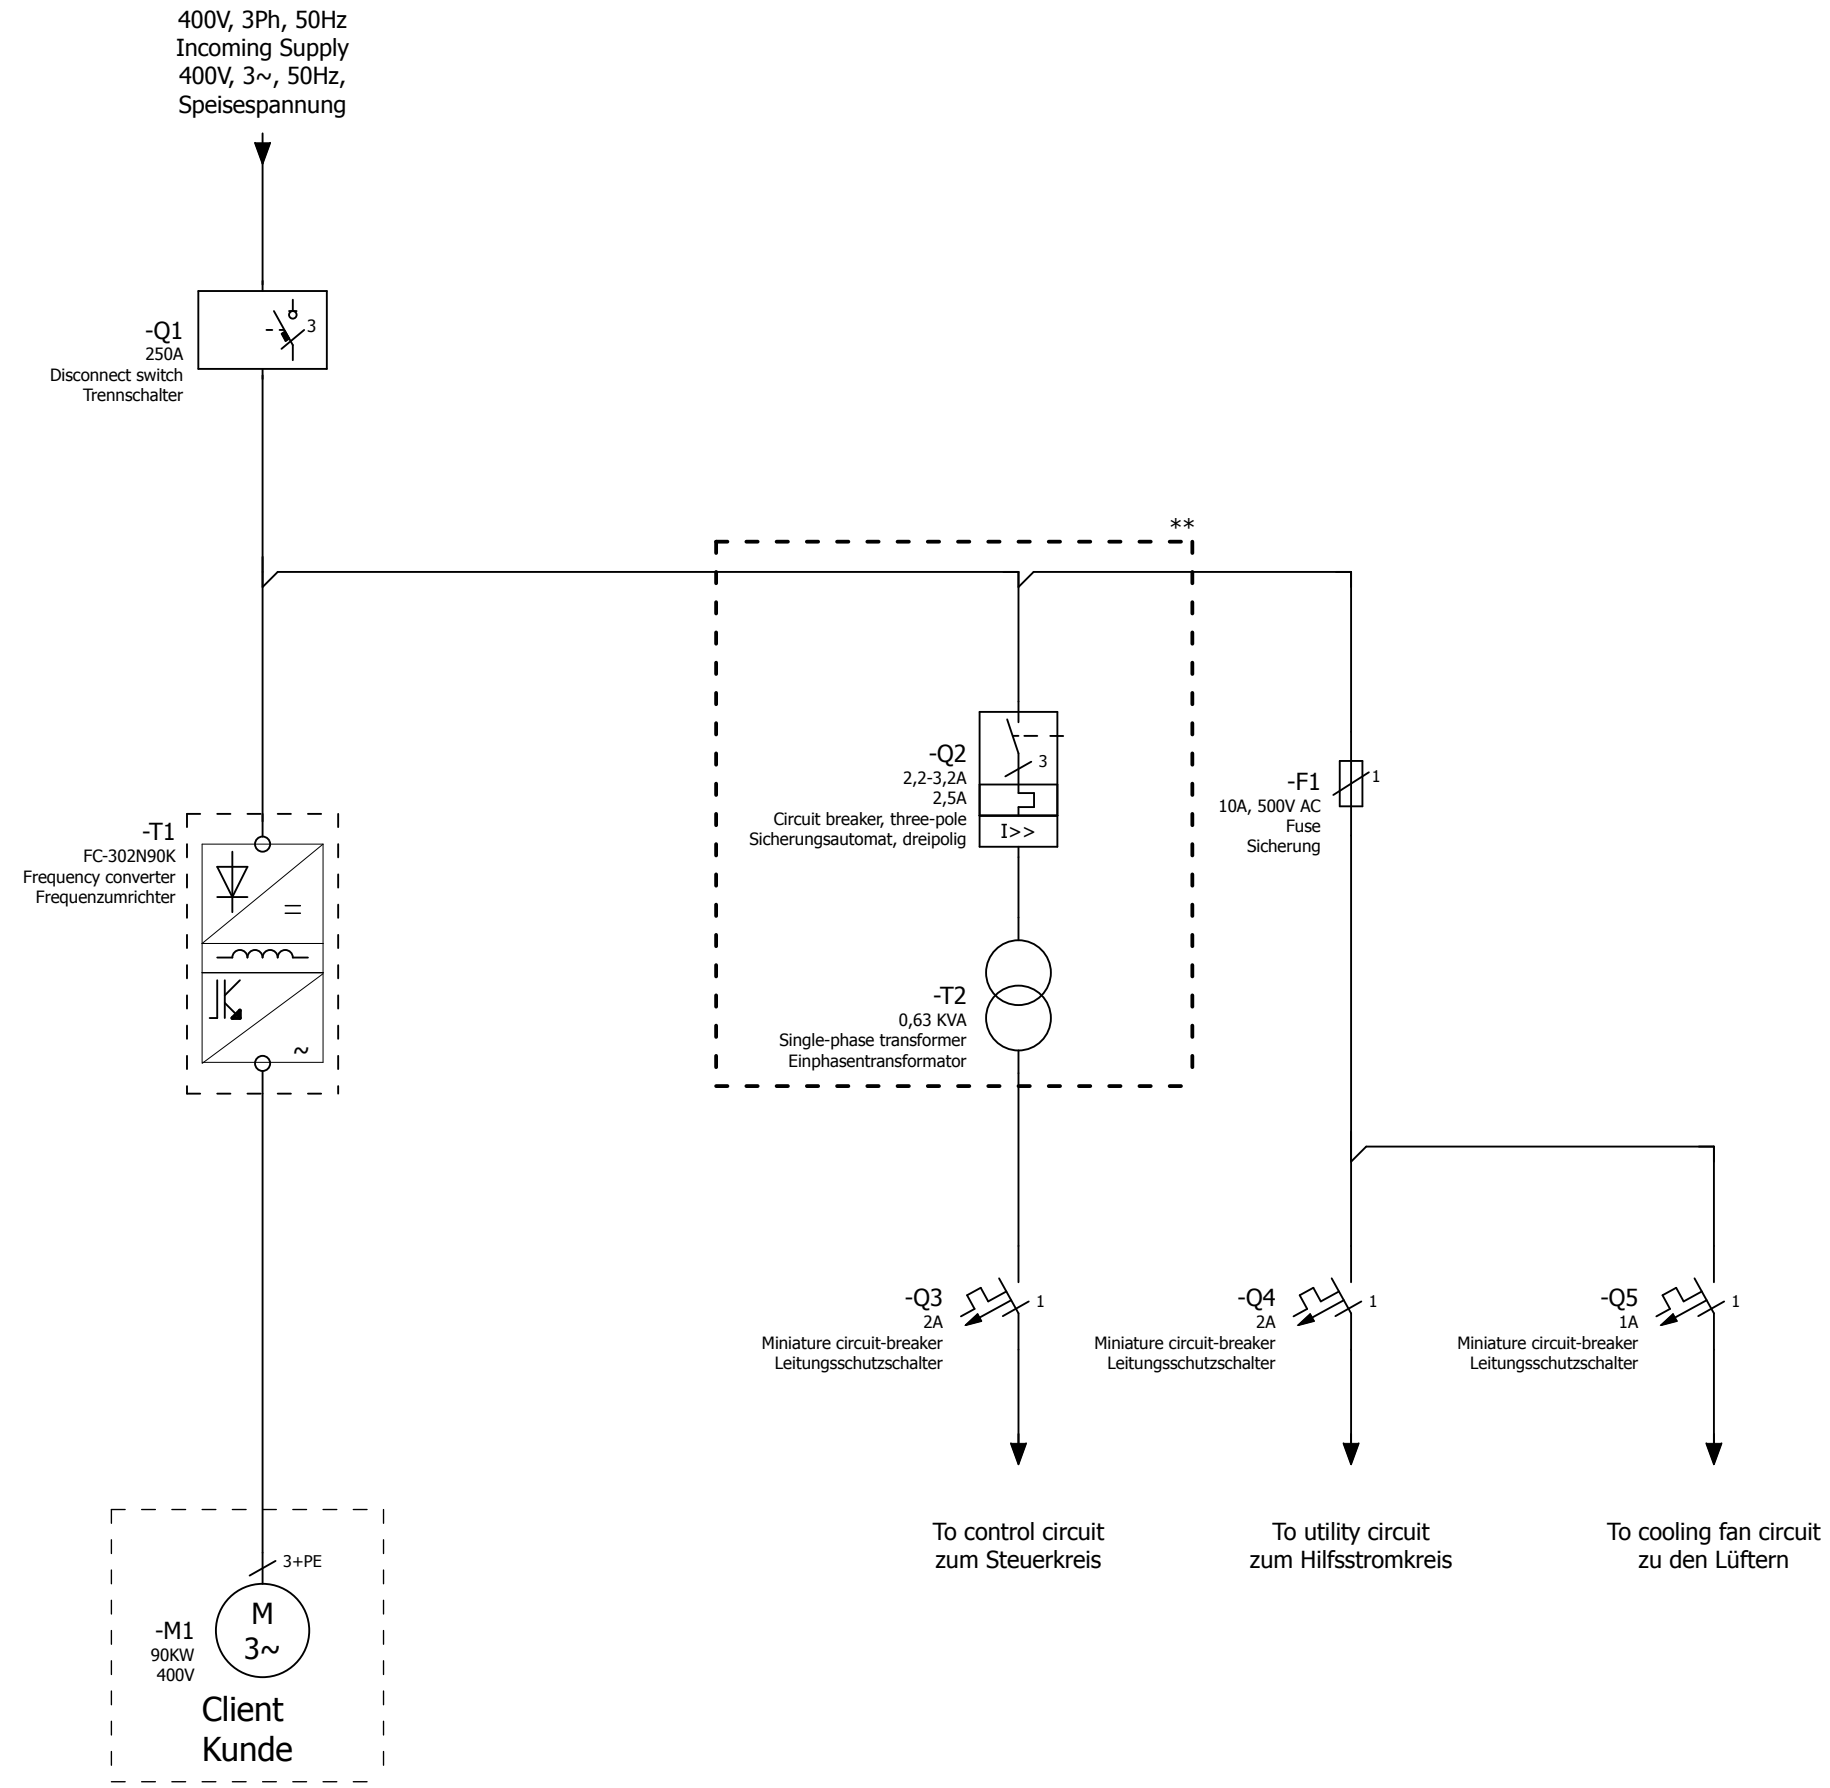 400V, 3Ph, 50Hz
Incoming Supply
400V, 3~, 50Hz,
Speisespannung
-Q1
250A
Disconnect switch
Trennschalter
3
**
-Q2
2,2-3,2A
2,5A
Circuit breaker, three-pole
Sicherungsautomat, dreipolig
3
I>>
-F1
10A, 500V AC
Fuse
Sicherung
1
-T1
FC-302N90K
Frequency converter
Frequenzumrichter
=
~
-T2
0,63 KVA
Single-phase transformer
Einphasentransformator
-Q3
2A
Miniature circuit-breaker
Leitungsschutzschalter
1
-Q4
2A
Miniature circuit-breaker
Leitungsschutzschalter
1
-Q5
1A
Miniature circuit-breaker
Leitungsschutzschalter
1
To control circuit
zum Steuerkreis
To utility circuit
zum Hilfsstromkreis
To cooling fan circuit
zu den Lüftern
3+PE
M
3~
-M1
90KW
400V
Client
Kunde